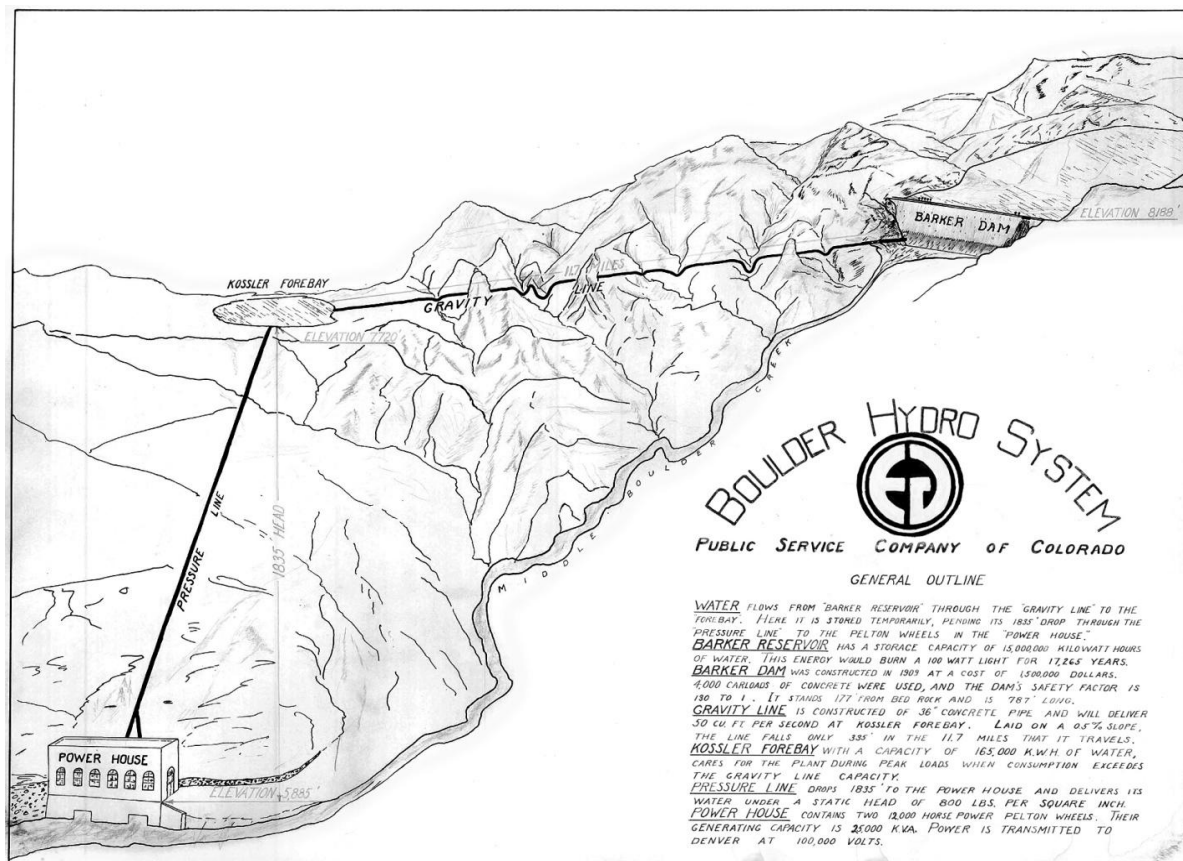 BARKER DAM
ELEVATION 8188'
11.7 MILES
KOSSLER FOREBAY
GRAVITY LINE
ELEVATION 7720'
MIDDLE BOULDER CREEK
1835' HEAD
PRESSURE LINE
POWER HOUSE
ELEVATION 5,885'
BOULDER HYDRO SYSTEM
PUBLIC SERVICE COMPANY OF COLORADO
GENERAL OUTLINE
WATER FLOWS FROM "BARKER RESERVOIR" THROUGH THE "GRAVITY LINE" TO THE
FOREBAY. HERE IT IS STORED TEMPORARILY, PENDING ITS 1835' DROP THROUGH THE
"PRESSURE LINE" TO THE PELTON WHEELS IN THE "POWER HOUSE."
BARKER RESERVOIR HAS A STORAGE CAPACITY OF 15,000,000 KILOWATT HOURS
OF WATER. THIS ENERGY WOULD BURN A 100 WATT LIGHT FOR 17,265 YEARS.
BARKER DAM WAS CONSTRUCTED IN 1909 AT A COST OF 1,500,000 DOLLARS.
4,000 CARLOADS OF CONCRETE WERE USED, AND THE DAM'S SAFETY FACTOR IS
180 TO 1. IT STANDS 177' FROM BED ROCK AND IS 787' LONG.
GRAVITY LINE IS CONSTRUCTED OF 36" CONCRETE PIPE AND WILL DELIVER
50 CU. FT PER SECOND AT KOSSLER FOREBAY. LAID ON A 0.5% SLOPE,
THE LINE FALLS ONLY 335' IN THE 11.7 MILES THAT IT TRAVELS.
KOSSLER FOREBAY WITH A CAPACITY OF 165,000 K.W.H. OF WATER,
CARES FOR THE PLANT DURING PEAK LOADS WHEN CONSUMPTION EXCEEDES
THE GRAVITY LINE CAPACITY.
PRESSURE LINE DROPS 1835' TO THE POWER HOUSE AND DELIVERS ITS
WATER UNDER A STATIC HEAD OF 800 LBS. PER SQUARE INCH.
POWER HOUSE CONTAINS TWO 12,000 HORSE POWER PELTON WHEELS. THEIR
GENERATING CAPACITY IS 25000 K.V.A. POWER IS TRANSMITTED TO
DENVER AT 100,000 VOLTS.